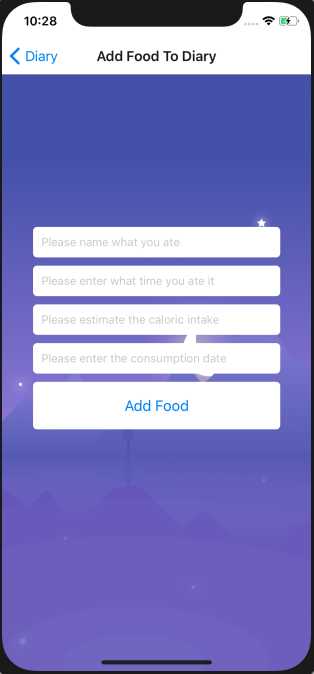 10:28
Diary
Add Food To Diary
Please name what you ate
Please enter what time you ate it
Please estimate the caloric intake
Please enter the consumption date
Add Food